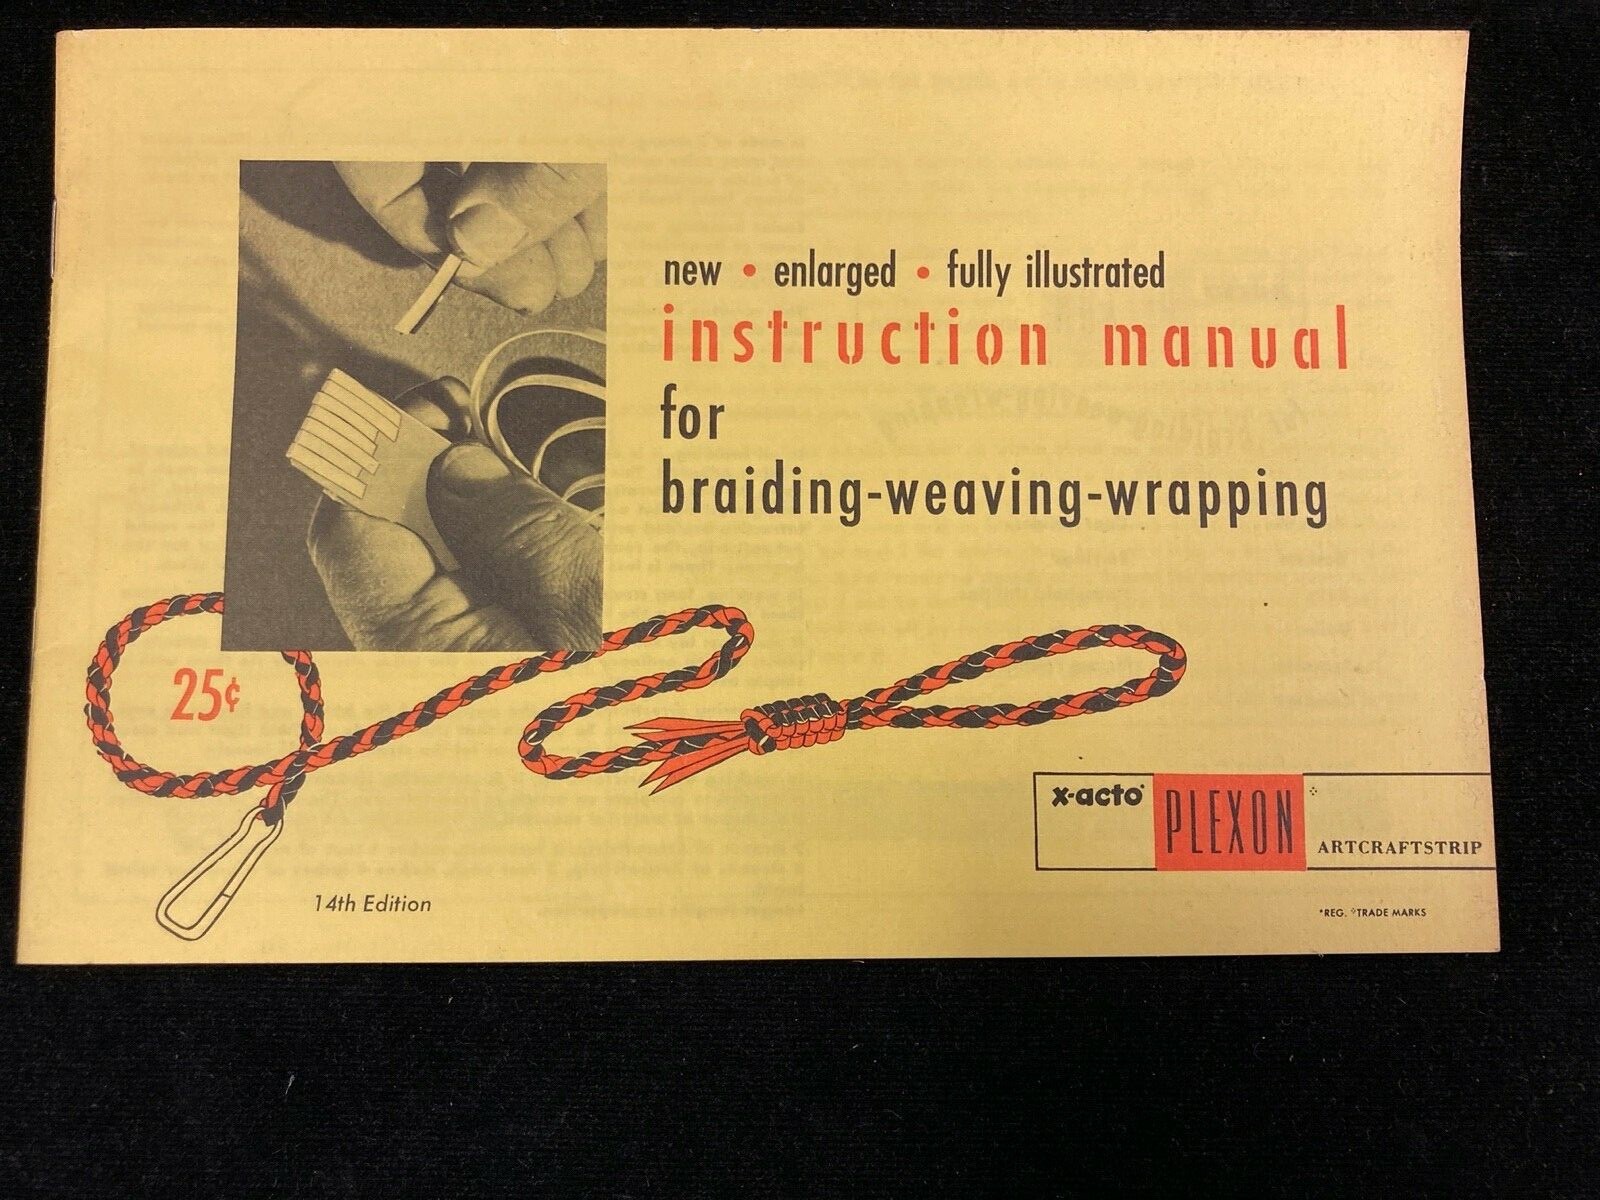 new • enlarged • fully illustrated
instruction manual
for
braiding-weaving-wrapping
25¢
x-acto*
PLEXON
ARTCRAFTSTRIP
14th Edition
*REG. ⁘TRADE MARKS